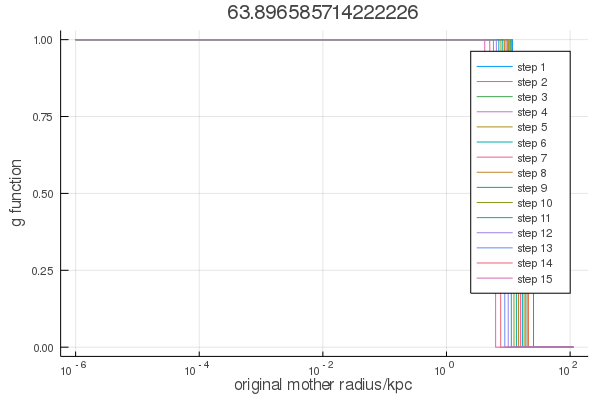 63.896585714222226
1.00
0.75
0.50
0.25
0.00
g function
step 1
step 2
step 3
step 4
step 5
step 6
step 7
step 8
step 9
step 10
step 11
step 12
step 13
step 14
step 15
10 -6 10 -4 10 -2 10 0 10 2
original mother radius/kpc